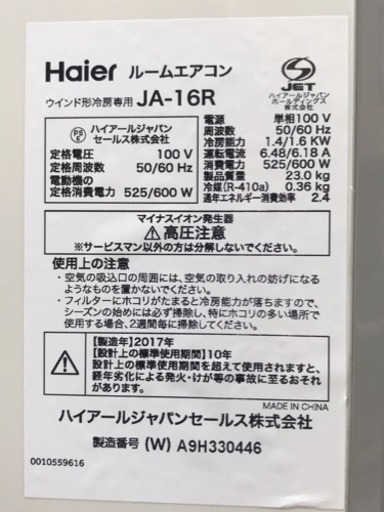 Haier ルームエアコン
ウインド形冷房専用 JA-16R
JET
ハイアールジャパン
ホールディングス
株式会社
PSE
ハイアールジャパン
セールス株式会社
定格電圧 100 V
定格周波数 50/60 Hz
電動機の
定格消費電力 525/600 W
電源 単相100 V
周波数 50/60 Hz
冷房能力 1.4/1.6 KW
運転電流 6.48/6.18 A
消費電力 525/600 W
製品質量 23.0 kg
冷媒(R-410a) 0.36 kg
通年エネルギー消費効率 2.4
マイナスイオン発生器
高圧注意
※サービスマン以外の方は分解しないでください。
使用上の注意
・空気の吸込口の周囲には、空気の取り入れの妨げになる
ようなものを置かないでください。
・フィルターにホコリがたまると冷房能力が落ちますので、
シーズンの始めには必ず掃除し、特にホコリの多い場所で
使用する場合、2週間毎に掃除してください。
【製造年】2017年
【設計上の標準使用期間】10年
設計上の標準使用期間を超えて使用されますと、
経年劣化による発火・けが等の事故に至るおそれ
があります。
MADE IN CHINA
ハイアールジャパンセールス株式会社
製造番号 (W) A9H330446
0010559616